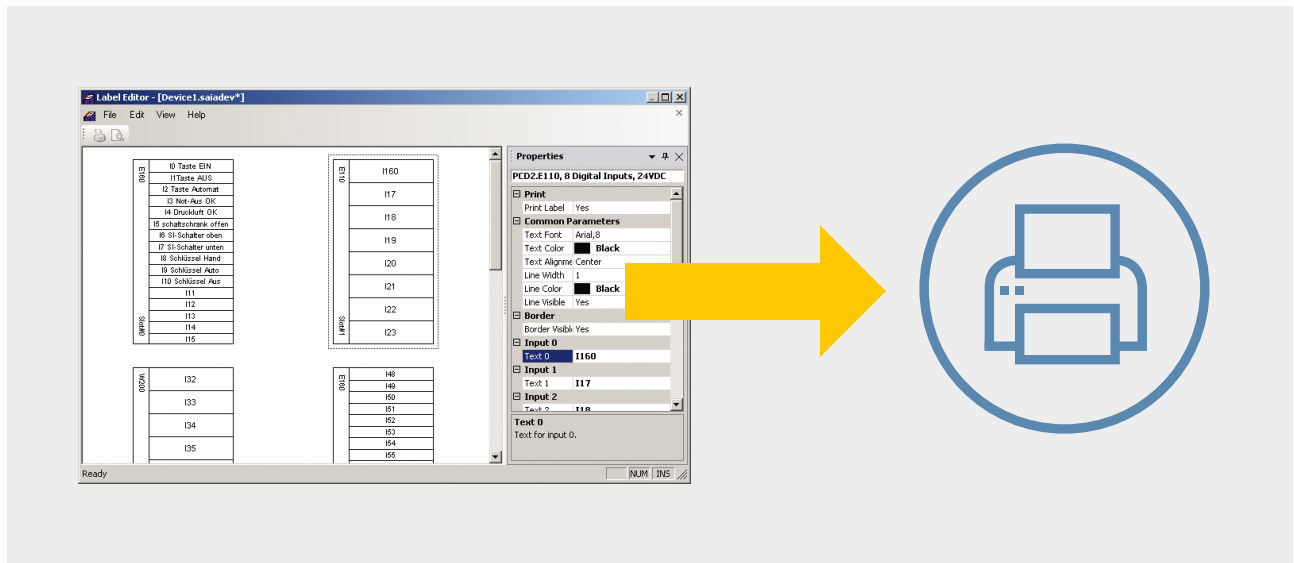 Label Editor - [Device1.saiadev*]
File Edit View Help
E160
I0 Taste EIN
I1Taste AUS
I2 Taste Automat
I3 Not-Aus OK
I4 Druckluft OK
I5 schaltschrank offen
I6 SI-Schalter oben
I7 SI-Schalter unten
I8 Schlüssel Hand
I9 Schlüssel Auto
I10 Schlüssel Aus
I11
I12
I13
I14
I15
Slot#0
E110
I160
I17
I18
I19
I20
I21
I22
I23
Slot#1
W200
I32
I33
I34
I35
E160
I48
I49
I50
I51
I52
I53
I54
I55
Properties
PCD2.E110, 8 Digital Inputs, 24VDC
Print
Print Label Yes
Common Parameters
Text Font Arial,8
Text Color Black
Text Alignme Center
Line Width 1
Line Color Black
Line Visible Yes
Border
Border Visibl Yes
Input 0
Text 0 I160
Input 1
Text 1 I17
Input 2
Text 2 I18
Text 0
Text for input 0.
Ready
NUM INS